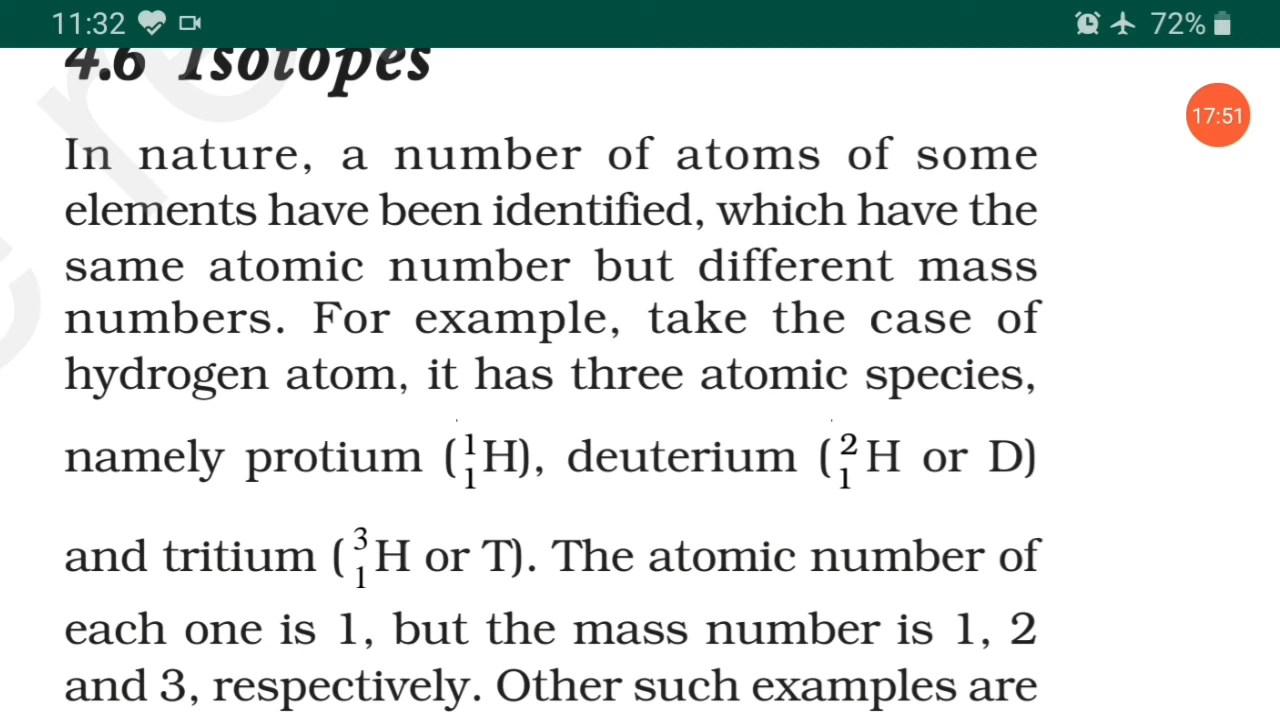 11:32 72%
4.6 Isotopes
17:51
In nature, a number of atoms of some
elements have been identified, which have the
same atomic number but different mass
numbers. For example, take the case of
hydrogen atom, it has three atomic species,
namely protium (¹₁H), deuterium (²₁H or D)
and tritium (³₁H or T). The atomic number of
each one is 1, but the mass number is 1, 2
and 3, respectively. Other such examples are